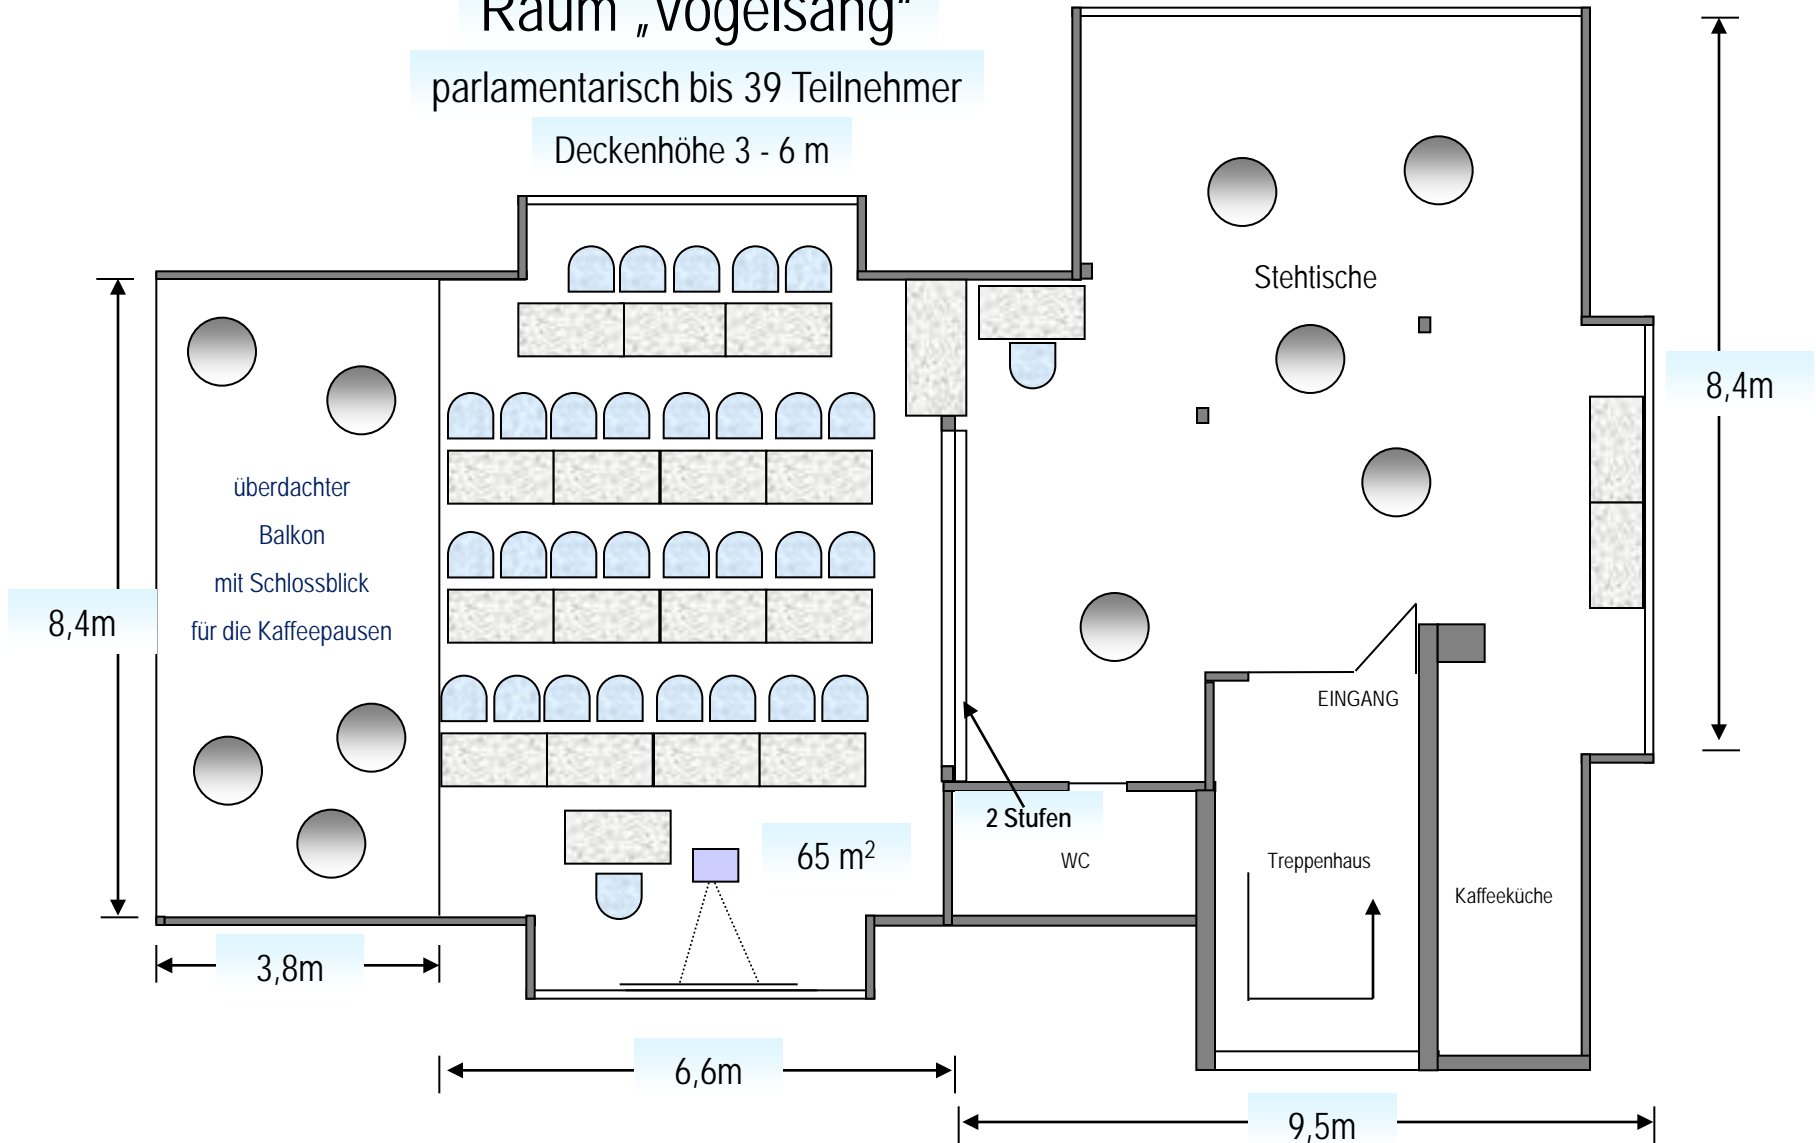 Raum „Vogelsang“
parlamentarisch bis 39 Teilnehmer
Deckenhöhe 3 - 6 m
Stehtische
8,4m
überdachter
Balkon
mit Schlossblick
für die Kaffeepausen
8,4m
EINGANG
2 Stufen
65 m²
WC
Treppenhaus
Kaffeeküche
3,8m
6,6m
9,5m